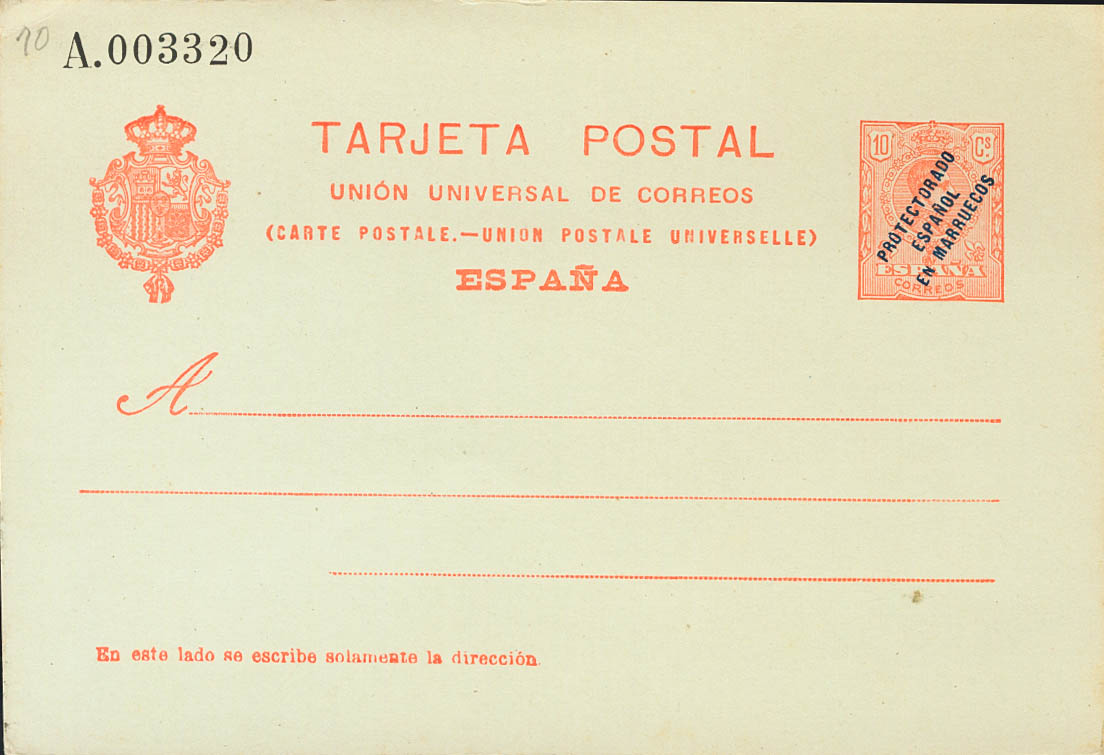 10
A.003320
TARJETA POSTAL
UNIÓN UNIVERSAL DE CORREOS
(CARTE POSTALE.—UNION POSTALE UNIVERSELLE)
ESPAÑA
10 Cs.
PROTECTORADO
ESPAÑOL
EN MARRUECOS
ESPAÑA
CORREOS
A
En este lado se escribe solamente la dirección.